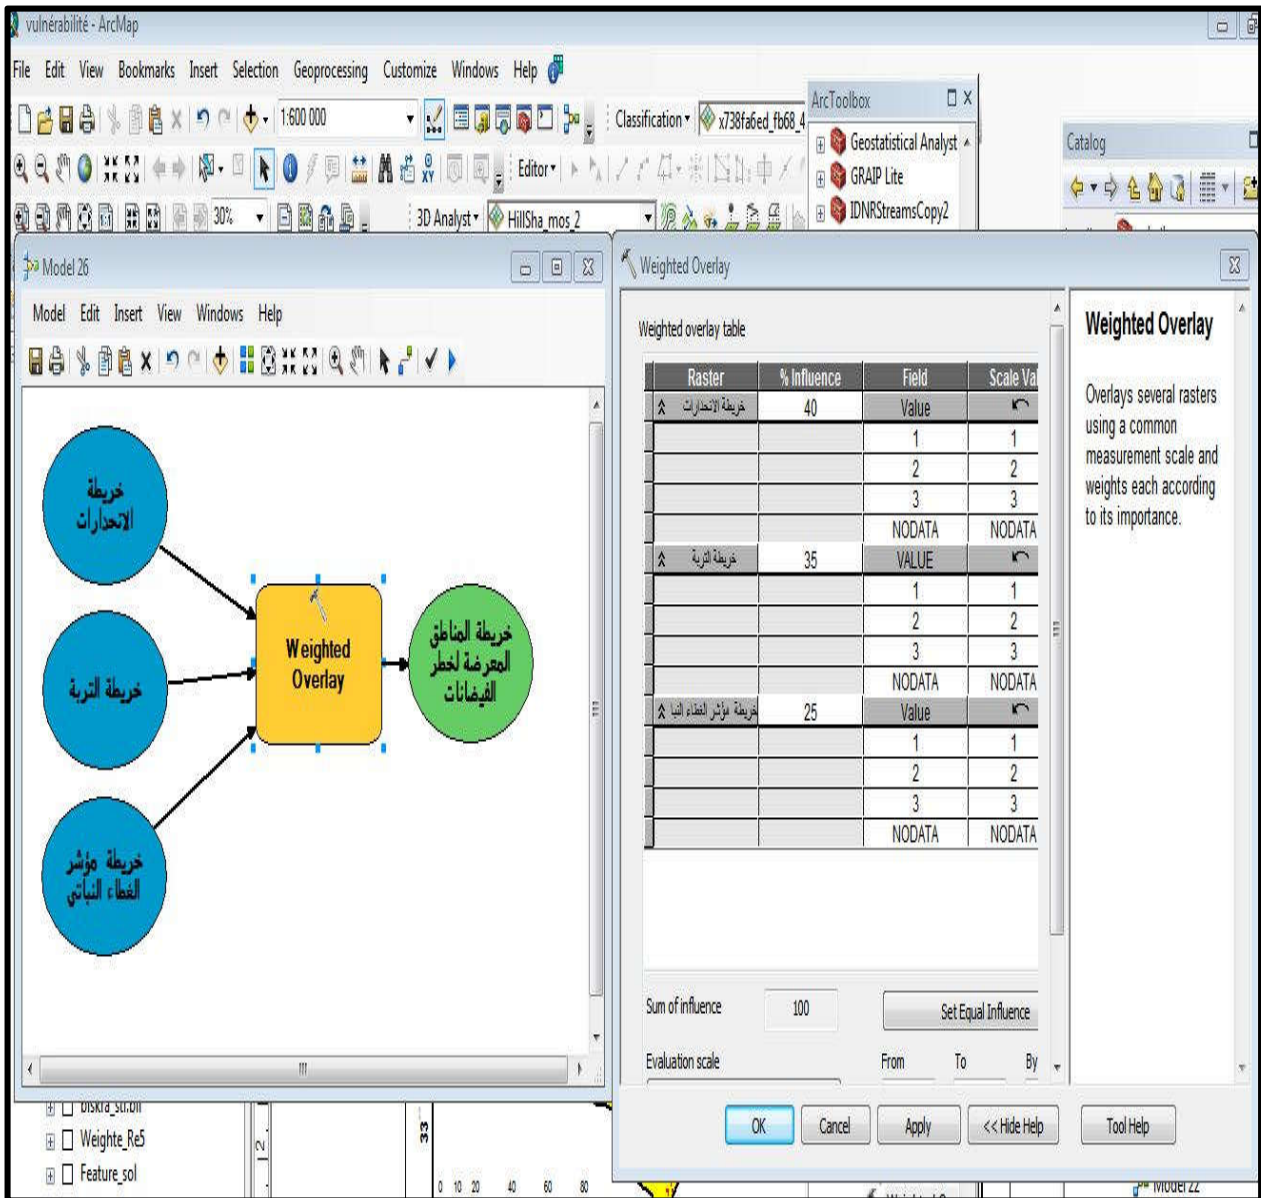 vulnérabilité - ArcMap
File Edit View Bookmarks Insert Selection Geoprocessing Customize Windows Help
1:600 000
Classification
x738fa6ed_fb68_4
Editor
30%
3D Analyst
HillSha_mos_2
ArcToolbox
Geostatistical Analyst
GRAIP Lite
IDNRStreamsCopy2
Catalog
Model 26
Model Edit Insert View Windows Help
خريطة
الانحدارات
خريطة التربة
خريطة مؤشر
الغطاء النباتي
Weighted
Overlay
خريطة المناطق
المعرضة لخطر
الفيضانات
Weighted Overlay
Weighted overlay table
Raster % Influence Field Scale Val
خريطة الانحدارات 40 Value
1 1
2 2
3 3
NODATA NODATA
خريطة التربة 35 VALUE
1 1
2 2
3 3
NODATA NODATA
خريطة مؤشر الغطاء النبا 25 Value
1 1
2 2
3 3
NODATA NODATA
Sum of influence 100 Set Equal Influence
Evaluation scale From To By
OK Cancel Apply << Hide Help Tool Help
Weighted Overlay
Overlays several rasters
using a common
measurement scale and
weights each according
to its importance.
Weighte_Re5
Feature_sol
33
0 10 20 40 60 80
Model 22